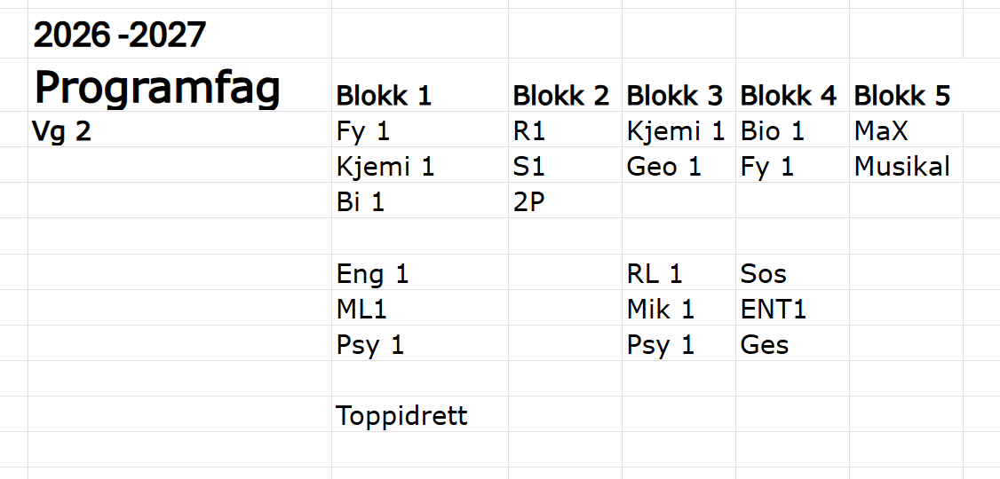 2026 -2027
Programfag Blokk 1 Blokk 2 Blokk 3 Blokk 4 Blokk 5
Vg 2 Fy 1 R1 Kjemi 1 Bio 1 MaX
Kjemi 1 S1 Geo 1 Fy 1 Musikal
Bi 1 2P
Eng 1 RL 1 Sos
ML1 Mik 1 ENT1
Psy 1 Psy 1 Ges
Toppidrett